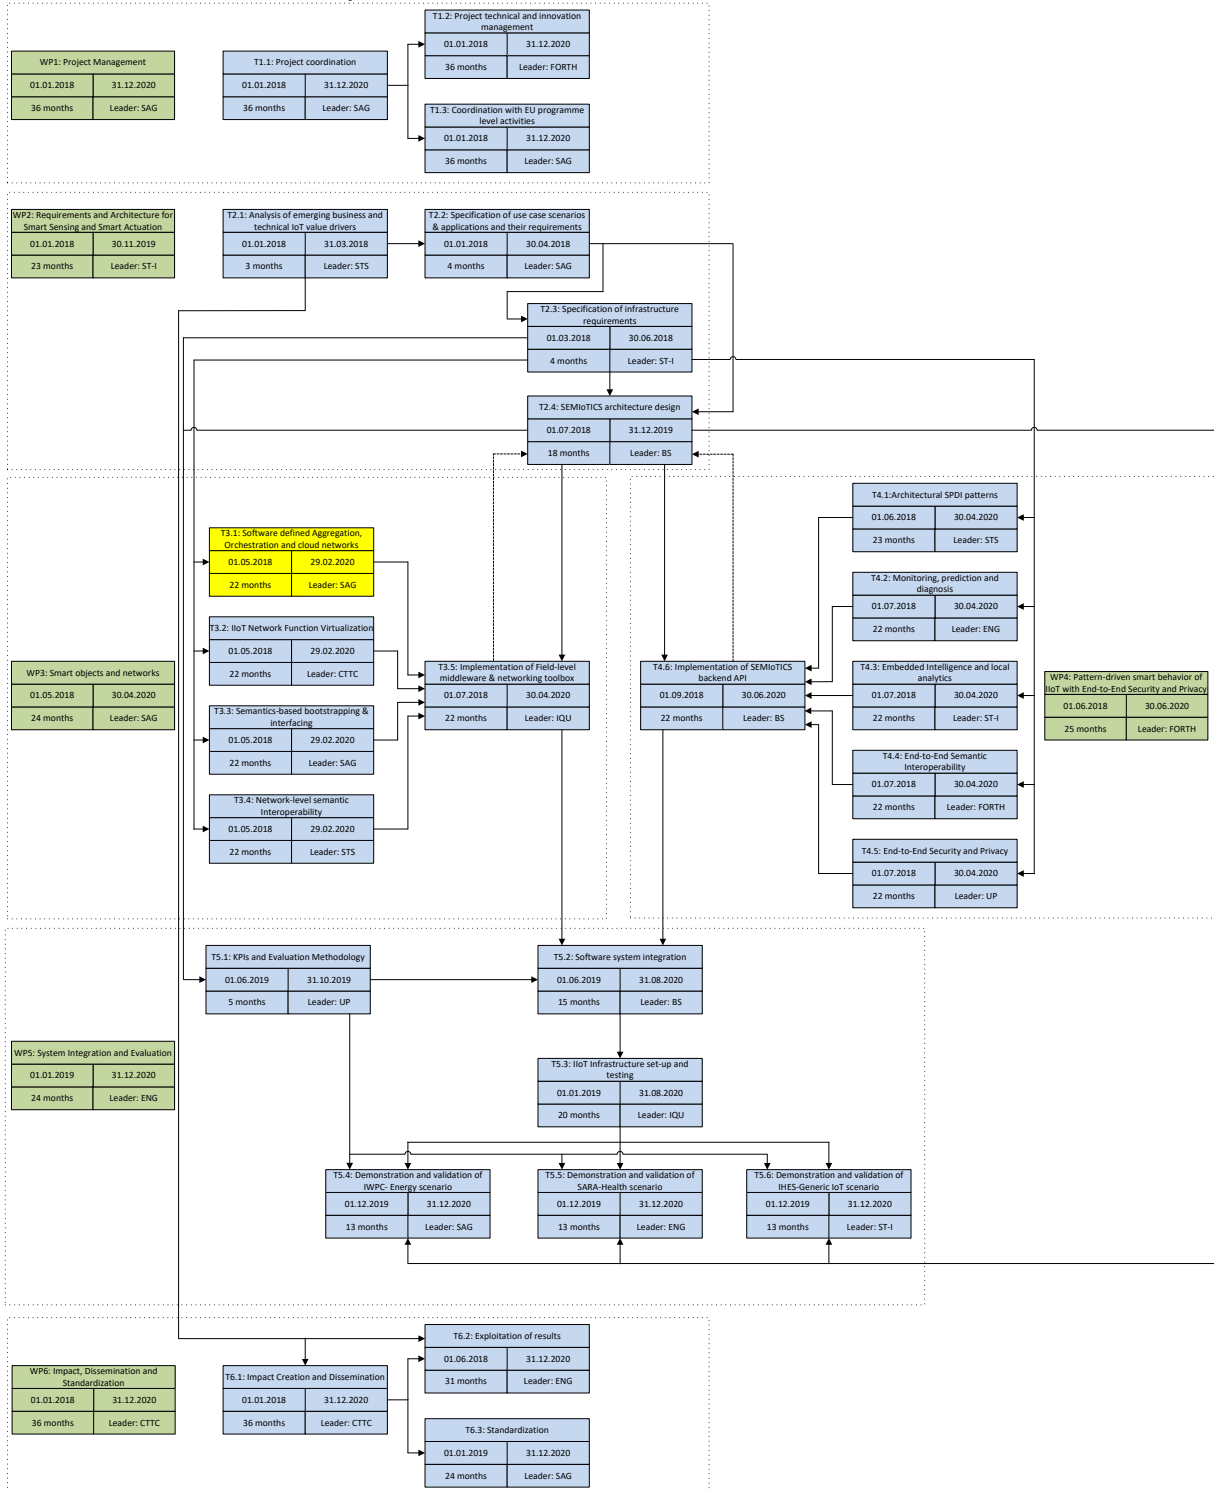 T1.2: Project technical and innovation
management
01.01.2018 31.12.2020
36 months Leader: FORTH
WP1: Project Management
01.01.2018 31.12.2020
36 months Leader: SAG
T1.1: Project coordination
01.01.2018 31.12.2020
36 months Leader: SAG
T1.3: Coordination with EU programme
level activities
01.01.2018 31.12.2020
36 months Leader: SAG
WP2: Requirements and Architecture for
Smart Sensing and Smart Actuation
01.01.2018 30.11.2019
23 months Leader: ST-I
T2.1: Analysis of emerging business and
technical IoT value drivers
01.01.2018 31.03.2018
3 months Leader: STS
T2.2: Specification of use case scenarios
& applications and their requirements
01.01.2018 30.04.2018
4 months Leader: SAG
T2.3: Specification of infrastructure
requirements
01.03.2018 30.06.2018
4 months Leader: ST-I
T2.4: SEMIoTICS architecture design
01.07.2018 31.12.2019
18 months Leader: BS
T3.1: Software defined Aggregation,
Orchestration and cloud networks
01.05.2018 29.02.2020
22 months Leader: SAG
T3.2: IIoT Network Function Virtualization
01.05.2018 29.02.2020
22 months Leader: CTTC
WP3: Smart objects and networks
01.05.2018 30.04.2020
24 months Leader: SAG
T3.3: Semantics-based bootstrapping &
interfacing
01.05.2018 29.02.2020
22 months Leader: SAG
T3.4: Network-level semantic
Interoperability
01.05.2018 29.02.2020
22 months Leader: STS
T3.5: Implementation of Field-level
middleware & networking toolbox
01.07.2018 30.04.2020
22 months Leader: IQU
T4.6: Implementation of SEMIoTICS
backend API
01.09.2018 30.06.2020
22 months Leader: BS
T4.1:Architectural SPDI patterns
01.06.2018 30.04.2020
23 months Leader: STS
T4.2: Monitoring, prediction and
diagnosis
01.07.2018 30.04.2020
22 months Leader: ENG
T4.3: Embedded Intelligence and local
analytics
01.07.2018 30.04.2020
22 months Leader: ST-I
WP4: Pattern-driven smart behavior of
IIoT with End-to-End Security and Privacy
01.06.2018 30.06.2020
25 months Leader: FORTH
T4.4: End-to-End Semantic
Interoperability
01.07.2018 30.04.2020
22 months Leader: FORTH
T4.5: End-to-End Security and Privacy
01.07.2018 30.04.2020
22 months Leader: UP
T5.1: KPIs and Evaluation Methodology
01.06.2019 31.10.2019
5 months Leader: UP
T5.2: Software system integration
01.06.2019 31.08.2020
15 months Leader: BS
WP5: System Integration and Evaluation
01.01.2019 31.12.2020
24 months Leader: ENG
T5.3: IIoT Infrastructure set-up and
testing
01.01.2019 31.08.2020
20 months Leader: IQU
T5.4: Demonstration and validation of
IWPC- Energy scenario
01.12.2019 31.12.2020
13 months Leader: SAG
T5.5: Demonstration and validation of
SARA-Health scenario
01.12.2019 31.12.2020
13 months Leader: ENG
T5.6: Demonstration and validation of
IHES-Generic IoT scenario
01.12.2019 31.12.2020
13 months Leader: ST-I
T6.2: Exploitation of results
01.06.2018 31.12.2020
31 months Leader: ENG
WP6: Impact, Dissemination and
Standardization
01.01.2018 31.12.2020
36 months Leader: CTTC
T6.1: Impact Creation and Dissemination
01.01.2018 31.12.2020
36 months Leader: CTTC
T6.3: Standardization
01.01.2019 31.12.2020
24 months Leader: SAG